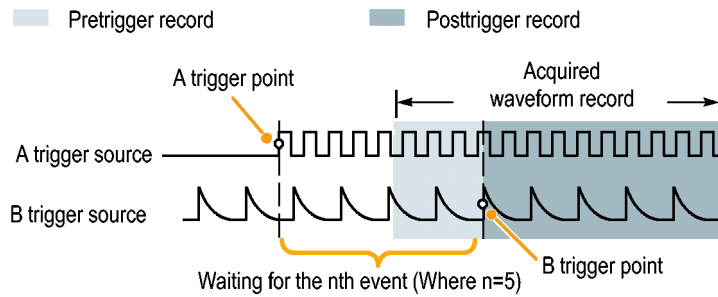 Pretrigger record
Posttrigger record
A trigger point
Acquired
waveform record
A trigger source
B trigger source
B trigger point
Waiting for the nth event (Where n=5)